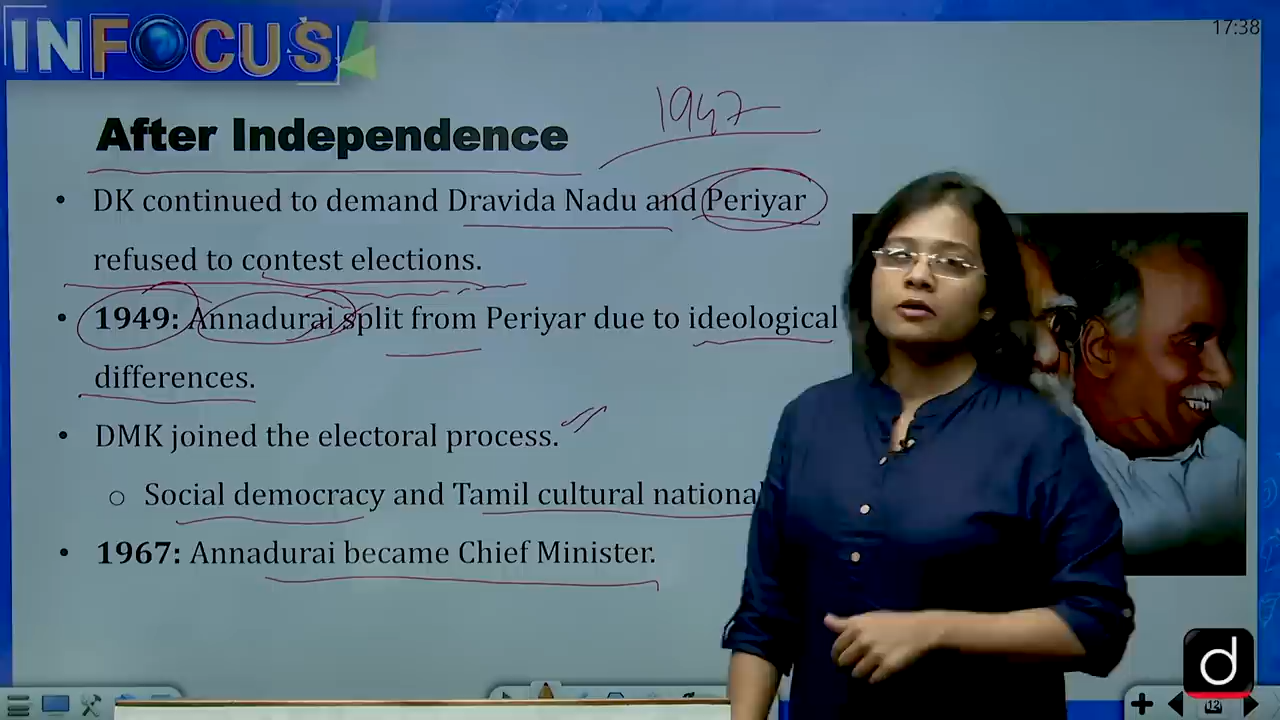 INFOCUS
17:38
1947
After Independence
• DK continued to demand Dravida Nadu and Periyar
refused to contest elections.
• 1949: Annadurai split from Periyar due to ideological
differences.
• DMK joined the electoral process.
o Social democracy and Tamil cultural nationa
• 1967: Annadurai became Chief Minister.
d
12